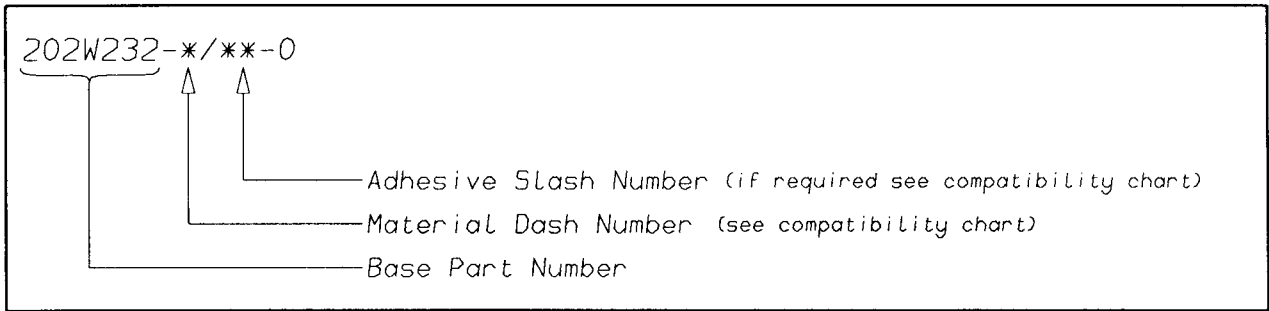 202W232-*/**-0
Adhesive Slash Number (if required see compatibility chart)
Material Dash Number (see compatibility chart)
Base Part Number